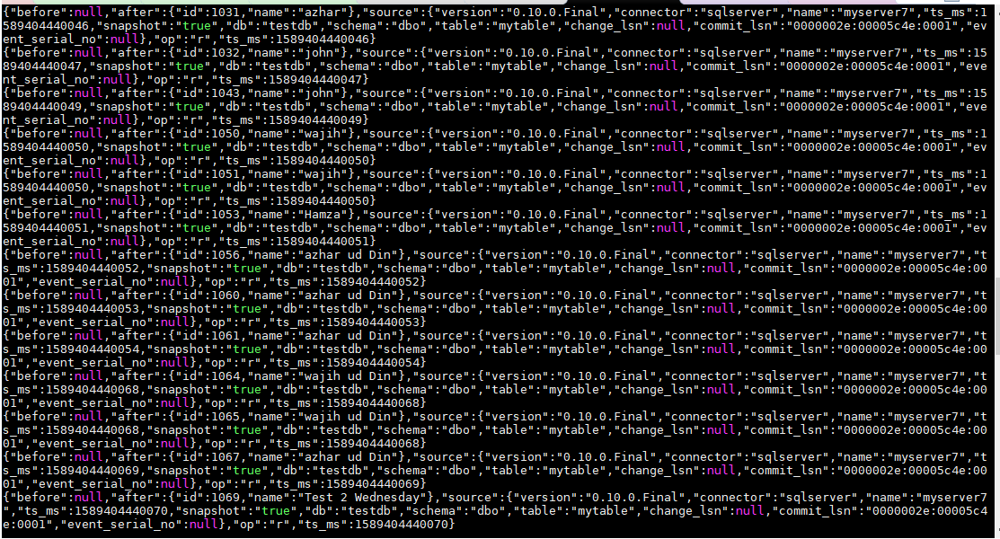 {"before":null,"after":{"id":1031,"name":"azhar"},"source":{"version":"0.10.0.Final","connector":"sqlserver","name":"myserver7","ts_ms":1
589404440046,"snapshot":"true","db":"testdb","schema":"dbo","table":"mytable","change_lsn":null,"commit_lsn":"0000002e:00005c4e:0001","ev
ent_serial_no":null},"op":"r","ts_ms":1589404440046}
{"before":null,"after":{"id":1032,"name":"john"},"source":{"version":"0.10.0.Final","connector":"sqlserver","name":"myserver7","ts_ms":15
89404440047,"snapshot":"true","db":"testdb","schema":"dbo","table":"mytable","change_lsn":null,"commit_lsn":"0000002e:00005c4e:0001","eve
nt_serial_no":null},"op":"r","ts_ms":1589404440047}
{"before":null,"after":{"id":1043,"name":"john"},"source":{"version":"0.10.0.Final","connector":"sqlserver","name":"myserver7","ts_ms":15
89404440049,"snapshot":"true","db":"testdb","schema":"dbo","table":"mytable","change_lsn":null,"commit_lsn":"0000002e:00005c4e:0001","eve
nt_serial_no":null},"op":"r","ts_ms":1589404440049}
{"before":null,"after":{"id":1050,"name":"wajih"},"source":{"version":"0.10.0.Final","connector":"sqlserver","name":"myserver7","ts_ms":1
589404440050,"snapshot":"true","db":"testdb","schema":"dbo","table":"mytable","change_lsn":null,"commit_lsn":"0000002e:00005c4e:0001","ev
ent_serial_no":null},"op":"r","ts_ms":1589404440050}
{"before":null,"after":{"id":1051,"name":"wajih"},"source":{"version":"0.10.0.Final","connector":"sqlserver","name":"myserver7","ts_ms":1
589404440050,"snapshot":"true","db":"testdb","schema":"dbo","table":"mytable","change_lsn":null,"commit_lsn":"0000002e:00005c4e:0001","ev
ent_serial_no":null},"op":"r","ts_ms":1589404440050}
{"before":null,"after":{"id":1053,"name":"Hamza"},"source":{"version":"0.10.0.Final","connector":"sqlserver","name":"myserver7","ts_ms":1
589404440051,"snapshot":"true","db":"testdb","schema":"dbo","table":"mytable","change_lsn":null,"commit_lsn":"0000002e:00005c4e:0001","ev
ent_serial_no":null},"op":"r","ts_ms":1589404440051}
{"before":null,"after":{"id":1056,"name":"azhar ud Din"},"source":{"version":"0.10.0.Final","connector":"sqlserver","name":"myserver7","t
s_ms":1589404440052,"snapshot":"true","db":"testdb","schema":"dbo","table":"mytable","change_lsn":null,"commit_lsn":"0000002e:00005c4e:00
01","event_serial_no":null},"op":"r","ts_ms":1589404440052}
{"before":null,"after":{"id":1060,"name":"azhar ud Din"},"source":{"version":"0.10.0.Final","connector":"sqlserver","name":"myserver7","t
s_ms":1589404440053,"snapshot":"true","db":"testdb","schema":"dbo","table":"mytable","change_lsn":null,"commit_lsn":"0000002e:00005c4e:00
01","event_serial_no":null},"op":"r","ts_ms":1589404440053}
{"before":null,"after":{"id":1061,"name":"azhar ud Din"},"source":{"version":"0.10.0.Final","connector":"sqlserver","name":"myserver7","t
s_ms":1589404440054,"snapshot":"true","db":"testdb","schema":"dbo","table":"mytable","change_lsn":null,"commit_lsn":"0000002e:00005c4e:00
01","event_serial_no":null},"op":"r","ts_ms":1589404440054}
{"before":null,"after":{"id":1064,"name":"wajih ud Din"},"source":{"version":"0.10.0.Final","connector":"sqlserver","name":"myserver7","t
s_ms":1589404440068,"snapshot":"true","db":"testdb","schema":"dbo","table":"mytable","change_lsn":null,"commit_lsn":"0000002e:00005c4e:00
01","event_serial_no":null},"op":"r","ts_ms":1589404440068}
{"before":null,"after":{"id":1065,"name":"wajih ud Din"},"source":{"version":"0.10.0.Final","connector":"sqlserver","name":"myserver7","t
s_ms":1589404440068,"snapshot":"true","db":"testdb","schema":"dbo","table":"mytable","change_lsn":null,"commit_lsn":"0000002e:00005c4e:00
01","event_serial_no":null},"op":"r","ts_ms":1589404440068}
{"before":null,"after":{"id":1067,"name":"azhar ud Din"},"source":{"version":"0.10.0.Final","connector":"sqlserver","name":"myserver7","t
s_ms":1589404440069,"snapshot":"true","db":"testdb","schema":"dbo","table":"mytable","change_lsn":null,"commit_lsn":"0000002e:00005c4e:00
01","event_serial_no":null},"op":"r","ts_ms":1589404440069}
{"before":null,"after":{"id":1069,"name":"Test 2 Wednesday"},"source":{"version":"0.10.0.Final","connector":"sqlserver","name":"myserver7
","ts_ms":1589404440070,"snapshot":"true","db":"testdb","schema":"dbo","table":"mytable","change_lsn":null,"commit_lsn":"0000002e:00005c4
e:0001","event_serial_no":null},"op":"r","ts_ms":1589404440070}